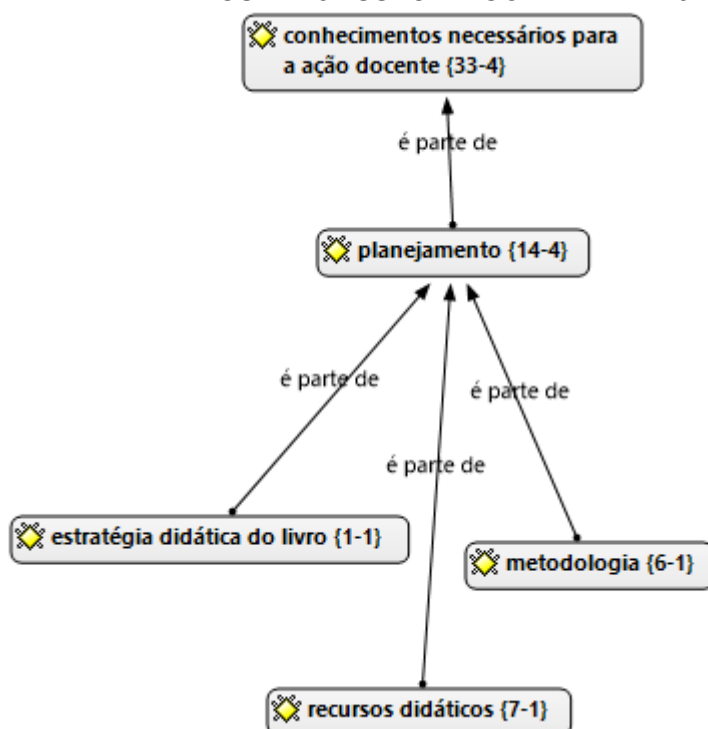 conhecimentos necessários para
a ação docente {33-4}
é parte de
planejamento {14-4}
é parte de
é parte de
é parte de
estratégia didática do livro {1-1}
metodologia {6-1}
recursos didáticos {7-1}